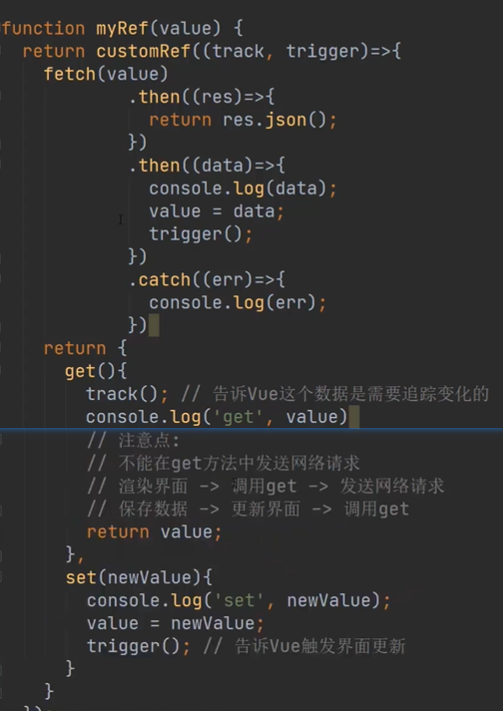 function myRef(value) {
  return customRef((track, trigger)=>{
    fetch(value)
            .then((res)=>{
              return res.json();
            })
            .then((data)=>{
              console.log(data);
              value = data;
              trigger();
            })
            .catch((err)=>{
              console.log(err);
            })
    return {
      get(){
        track(); // 告诉Vue这个数据是需要追踪变化的
        console.log('get', value)
        // 注意点:
        // 不能在get方法中发送网络请求
        // 渲染界面 -> 调用get -> 发送网络请求
        // 保存数据 -> 更新界面 -> 调用get
        return value;
      },
      set(newValue){
        console.log('set', newValue);
        value = newValue;
        trigger(); // 告诉Vue触发界面更新
      }
    }